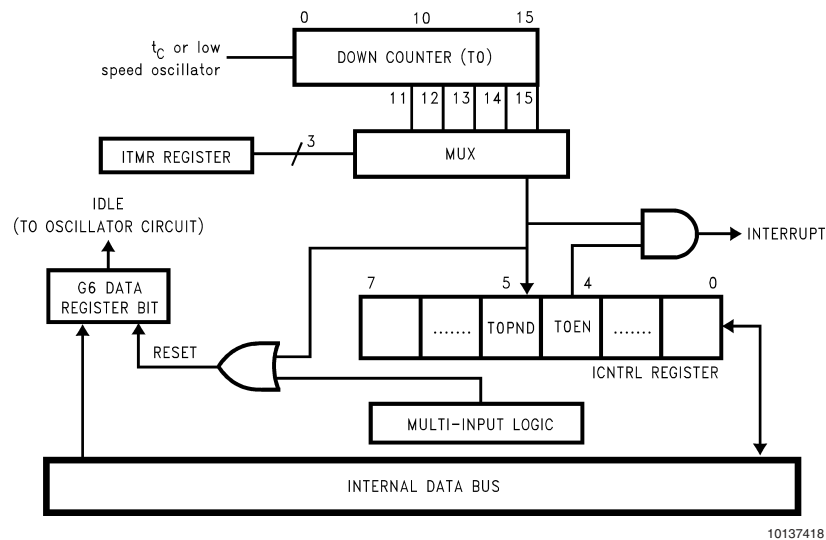 0 10 15
t_C or low
speed oscillator
DOWN COUNTER (T0)
11 12 13 14 15
ITMR REGISTER
3
MUX
IDLE
(TO OSCILLATOR CIRCUIT)
INTERRUPT
G6 DATA
REGISTER BIT
7 5 4 0
....... T0PND T0EN .......
RESET
ICNTRL REGISTER
MULTI-INPUT LOGIC
INTERNAL DATA BUS
10137418